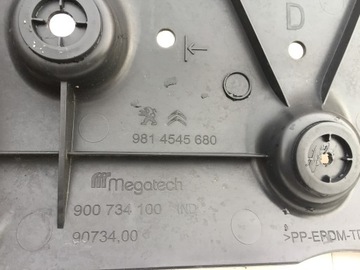 D
981 4545 680
Megatech
900 734 100
90734,00
>PP-EPDM-T